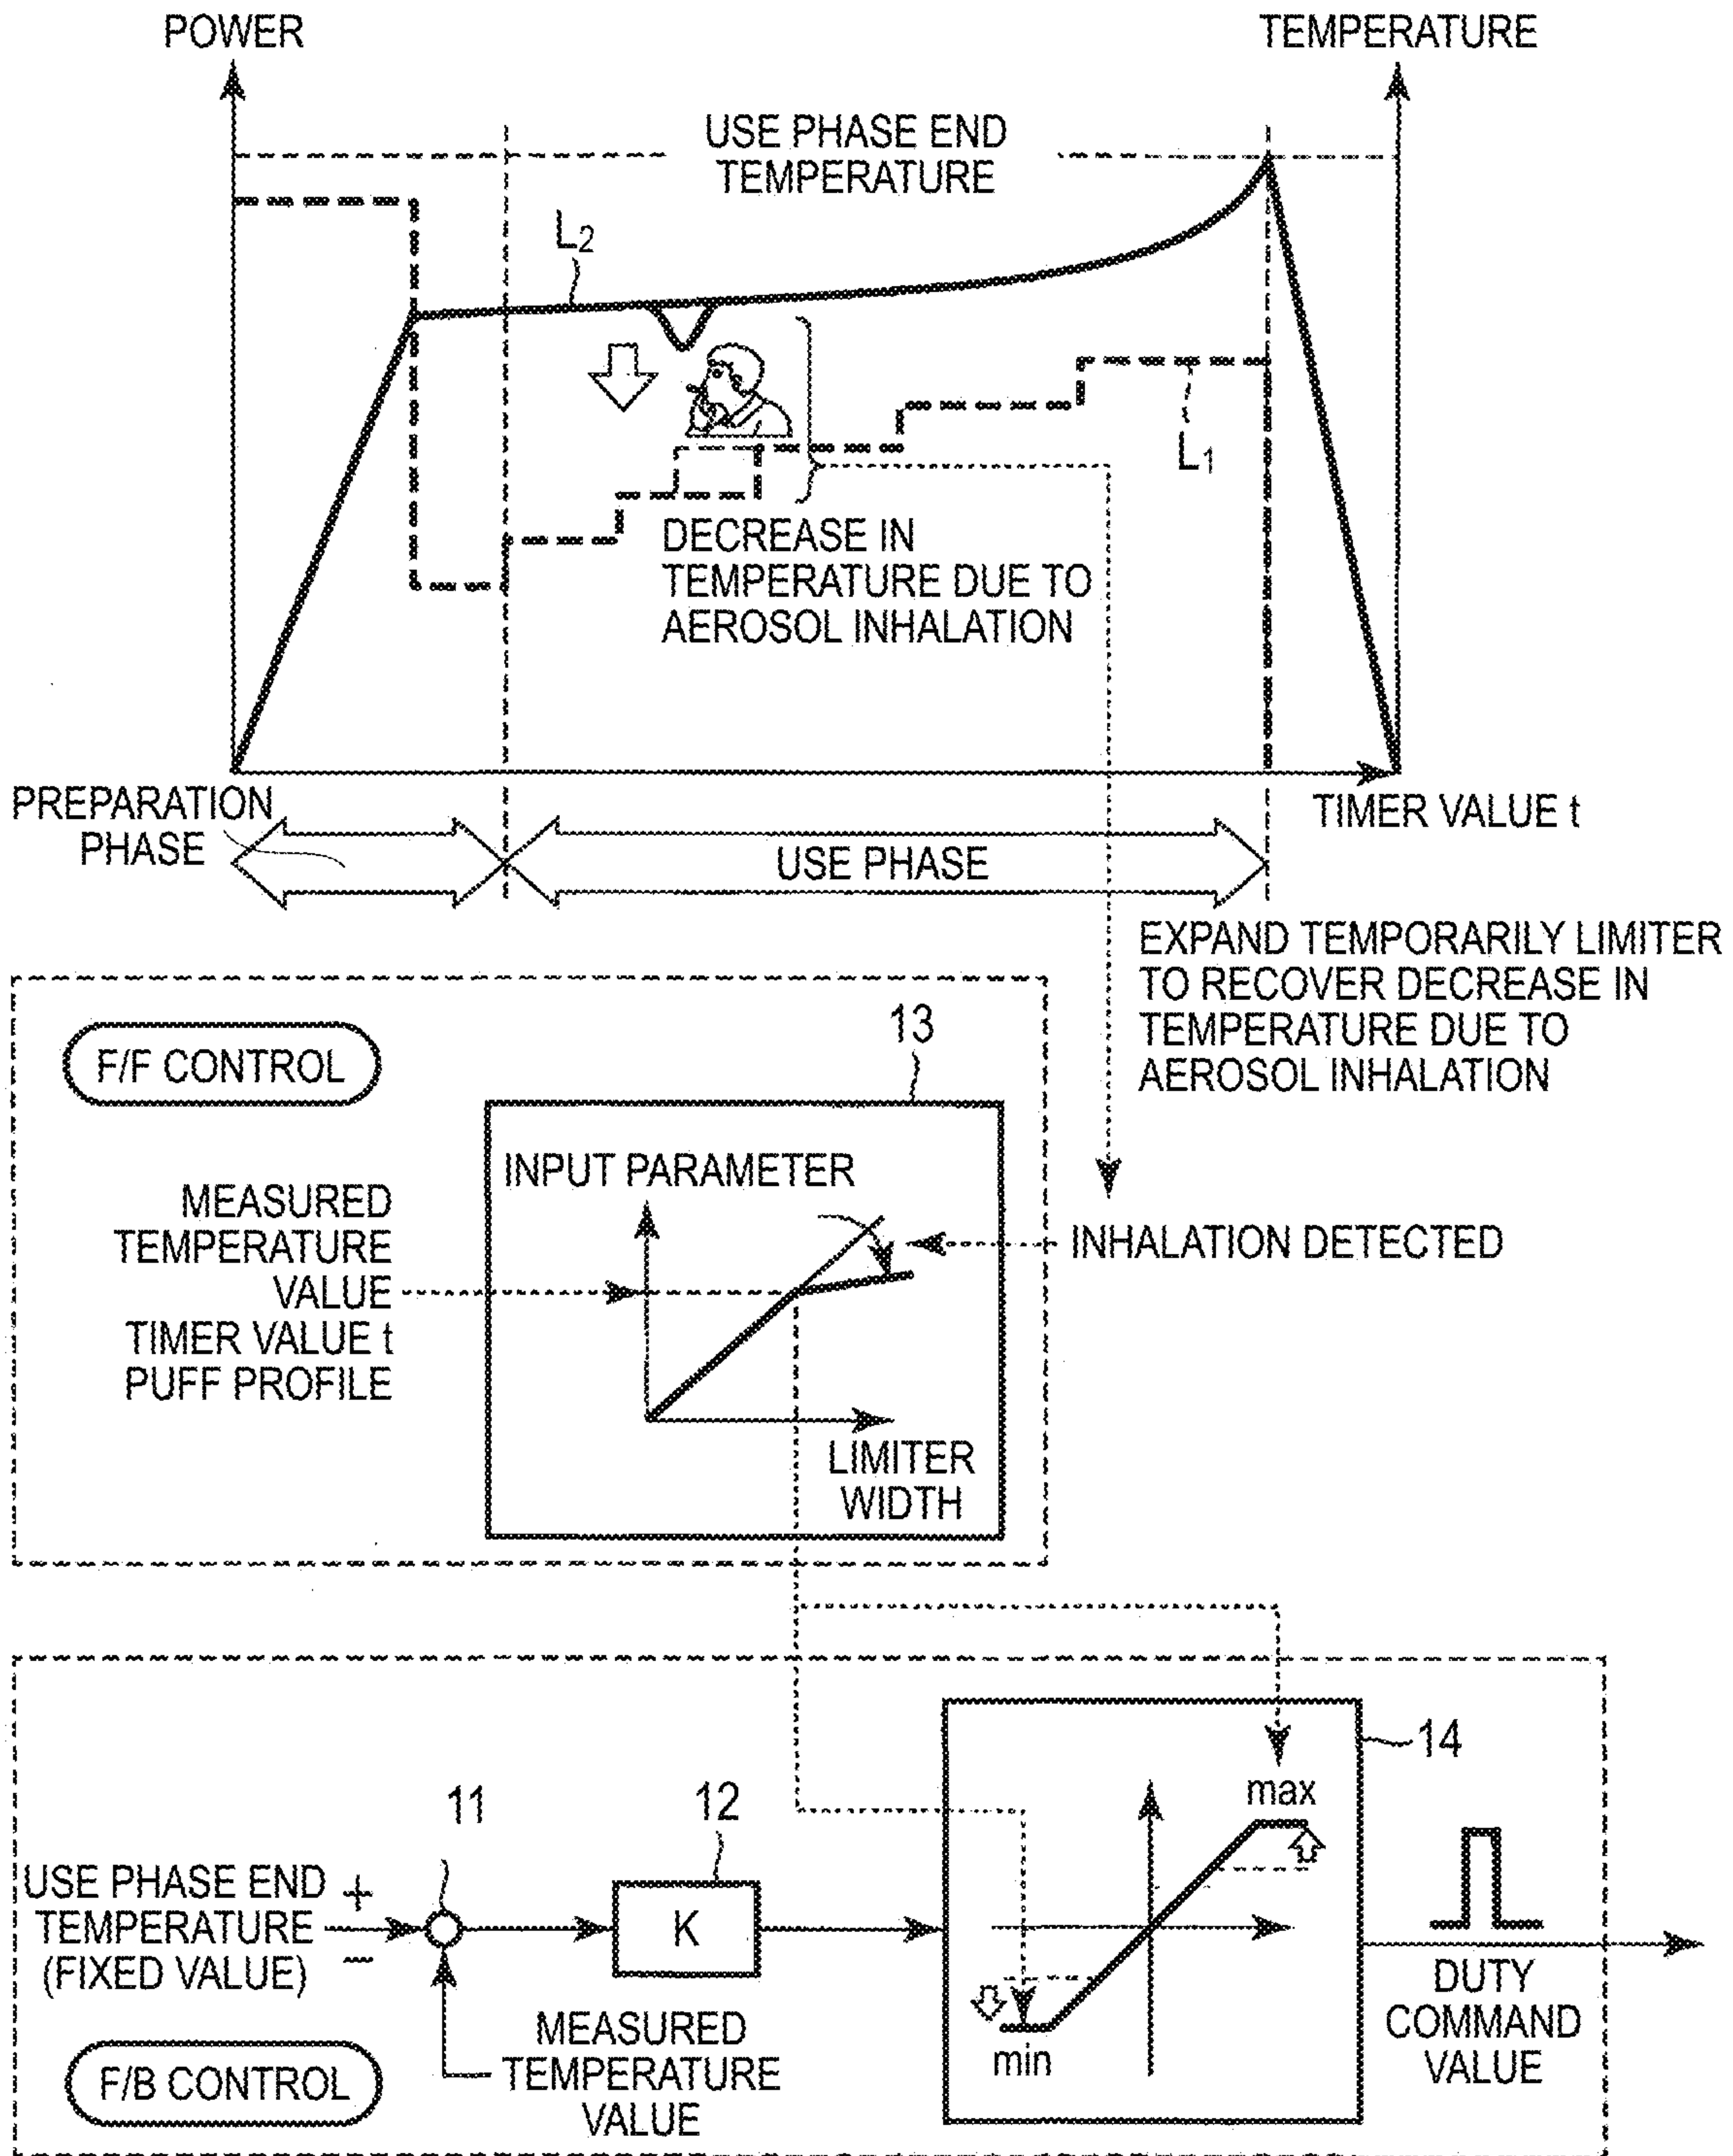 POWER
TEMPERATURE
USE PHASE END
TEMPERATURE
L2
L1
DECREASE IN
TEMPERATURE DUE TO
AEROSOL INHALATION
PREPARATION
PHASE
TIMER VALUE t
USE PHASE
EXPAND TEMPORARILY LIMITER
TO RECOVER DECREASE IN
TEMPERATURE DUE TO
AEROSOL INHALATION
F/F CONTROL
13
INPUT PARAMETER
MEASURED
TEMPERATURE
VALUE
TIMER VALUE t
PUFF PROFILE
INHALATION DETECTED
LIMITER
WIDTH
14
max
11
12
USE PHASE END
TEMPERATURE
(FIXED VALUE)
+
−
K
min
DUTY
COMMAND
VALUE
MEASURED
TEMPERATURE
VALUE
F/B CONTROL